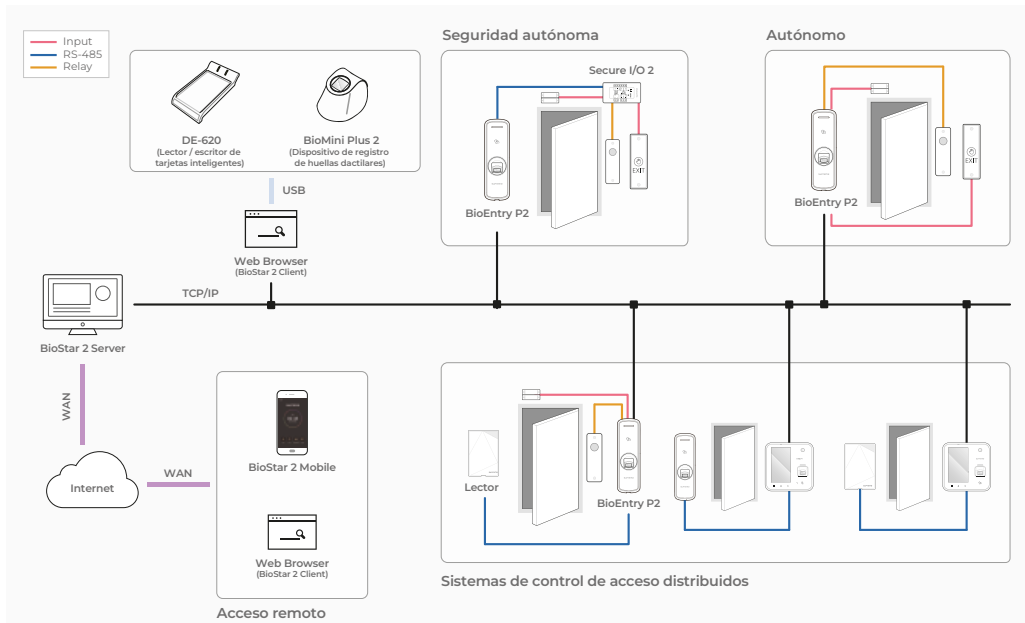 Input
RS-485
Relay
DE-620
(Lector / escritor de
tarjetas inteligentes)
BioMini Plus 2
(Dispositivo de registro
de huellas dactilares)
USB
Web Browser
(BioStar 2 Client)
TCP/IP
BioStar 2 Server
WAN
Internet
WAN
BioStar 2 Mobile
Web Browser
(BioStar 2 Client)
Acceso remoto
Seguridad autónoma
Secure I/O 2
EXIT
BioEntry P2
Autónomo
EXIT
BioEntry P2
Lector
BioEntry P2
Sistemas de control de acceso distribuidos